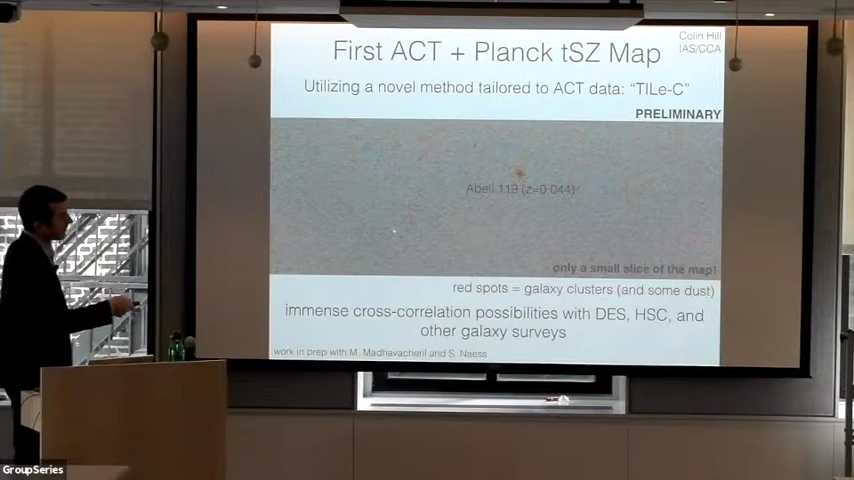 Colin Hill
IAS/CCA
First ACT + Planck tSZ Map
Utilizing a novel method tailored to ACT data: “TILe-C”
PRELIMINARY
Abell 119 (z=0.044)
only a small slice of the map!
red spots = galaxy clusters (and some dust)
immense cross-correlation possibilities with DES, HSC, and
other galaxy surveys
work in prep with M. Madhavacheril and S. Naess
GroupSeries